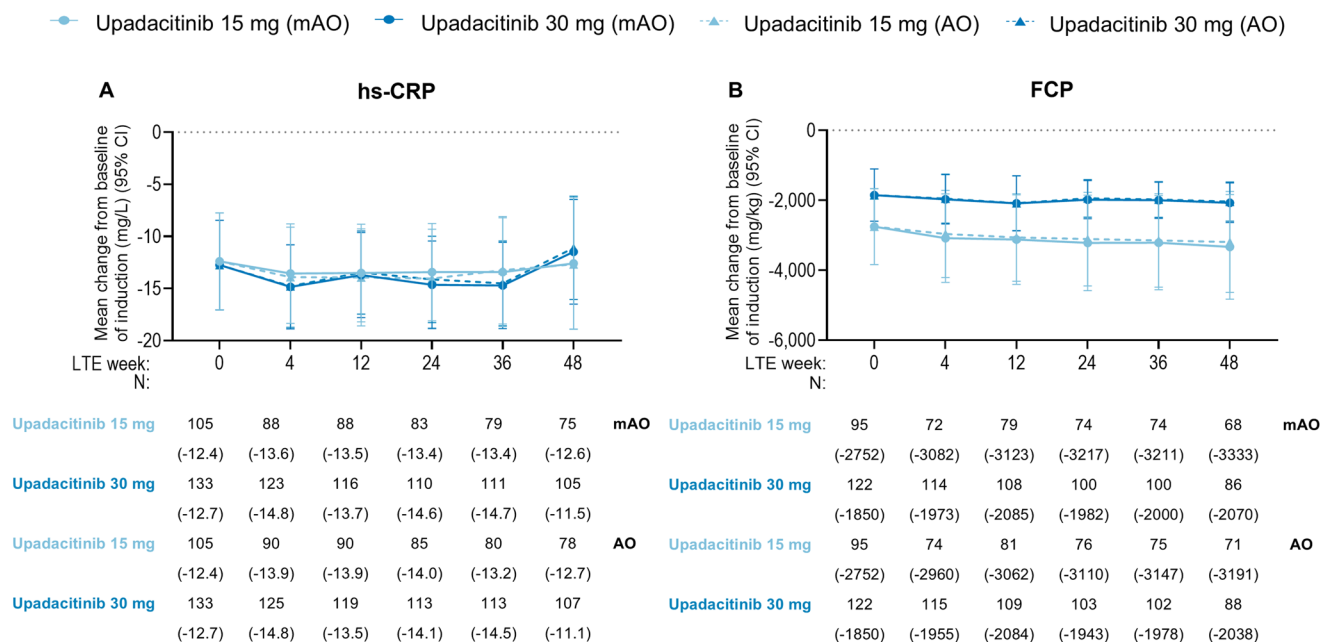 Upadacitinib 15 mg (mAO) Upadacitinib 30 mg (mAO) Upadacitinib 15 mg (AO) Upadacitinib 30 mg (AO)
A hs-CRP
Mean change from baseline
of induction (mg/L) (95% CI)
0
-5
-10
-15
-20
LTE week: 0 4 12 24 36 48
N:
Upadacitinib 15 mg 105 88 88 83 79 75 mAO
(-12.4) (-13.6) (-13.5) (-13.4) (-13.4) (-12.6)
Upadacitinib 30 mg 133 123 116 110 111 105
(-12.7) (-14.8) (-13.7) (-14.6) (-14.7) (-11.5)
Upadacitinib 15 mg 105 90 90 85 80 78 AO
(-12.4) (-13.9) (-13.9) (-14.0) (-13.2) (-12.7)
Upadacitinib 30 mg 133 125 119 113 113 107
(-12.7) (-14.8) (-13.5) (-14.1) (-14.5) (-11.1)
B FCP
Mean change from baseline
of induction (mg/kg) (95% CI)
0
-2,000
-4,000
-6,000
LTE week: 0 4 12 24 36 48
N:
Upadacitinib 15 mg 95 72 79 74 74 68 mAO
(-2752) (-3082) (-3123) (-3217) (-3211) (-3333)
Upadacitinib 30 mg 122 114 108 100 100 86
(-1850) (-1973) (-2085) (-1982) (-2000) (-2070)
Upadacitinib 15 mg 95 74 81 76 75 71 AO
(-2752) (-2960) (-3062) (-3110) (-3147) (-3191)
Upadacitinib 30 mg 122 115 109 103 102 88
(-1850) (-1955) (-2084) (-1943) (-1978) (-2038)